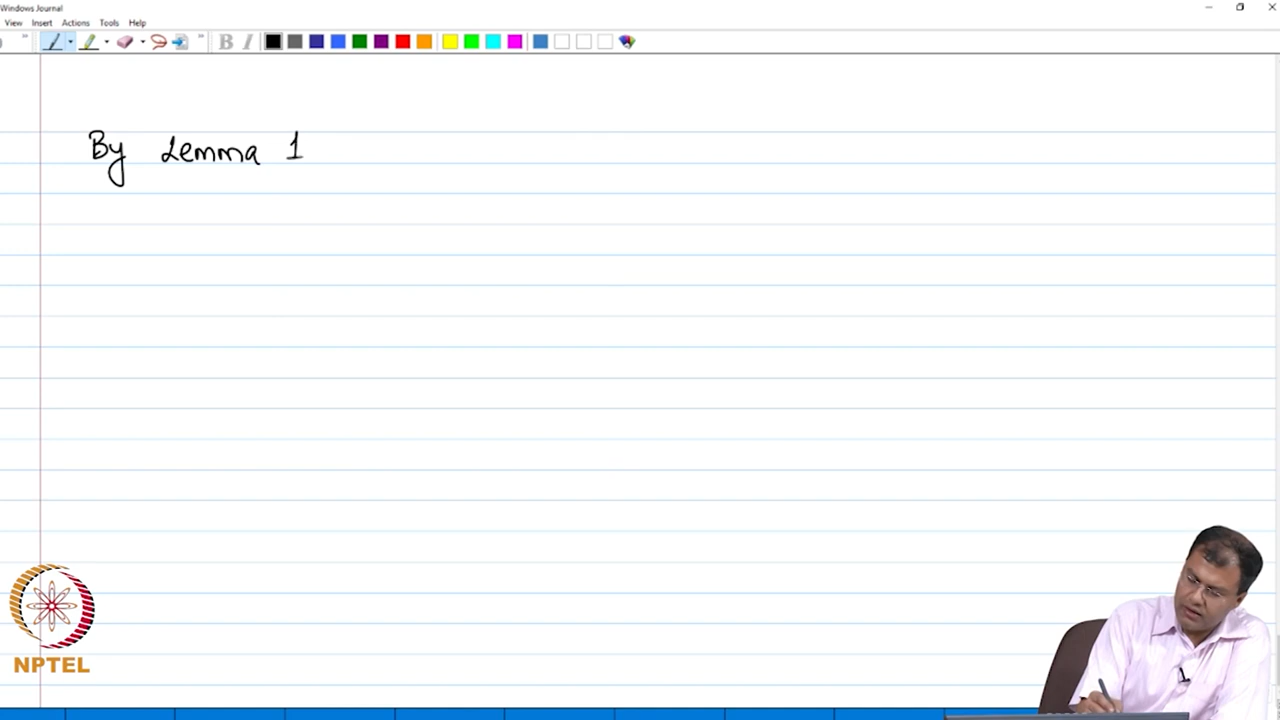 Windows Journal
View Insert Actions Tools Help
B I
By Lemma 1
NPTEL